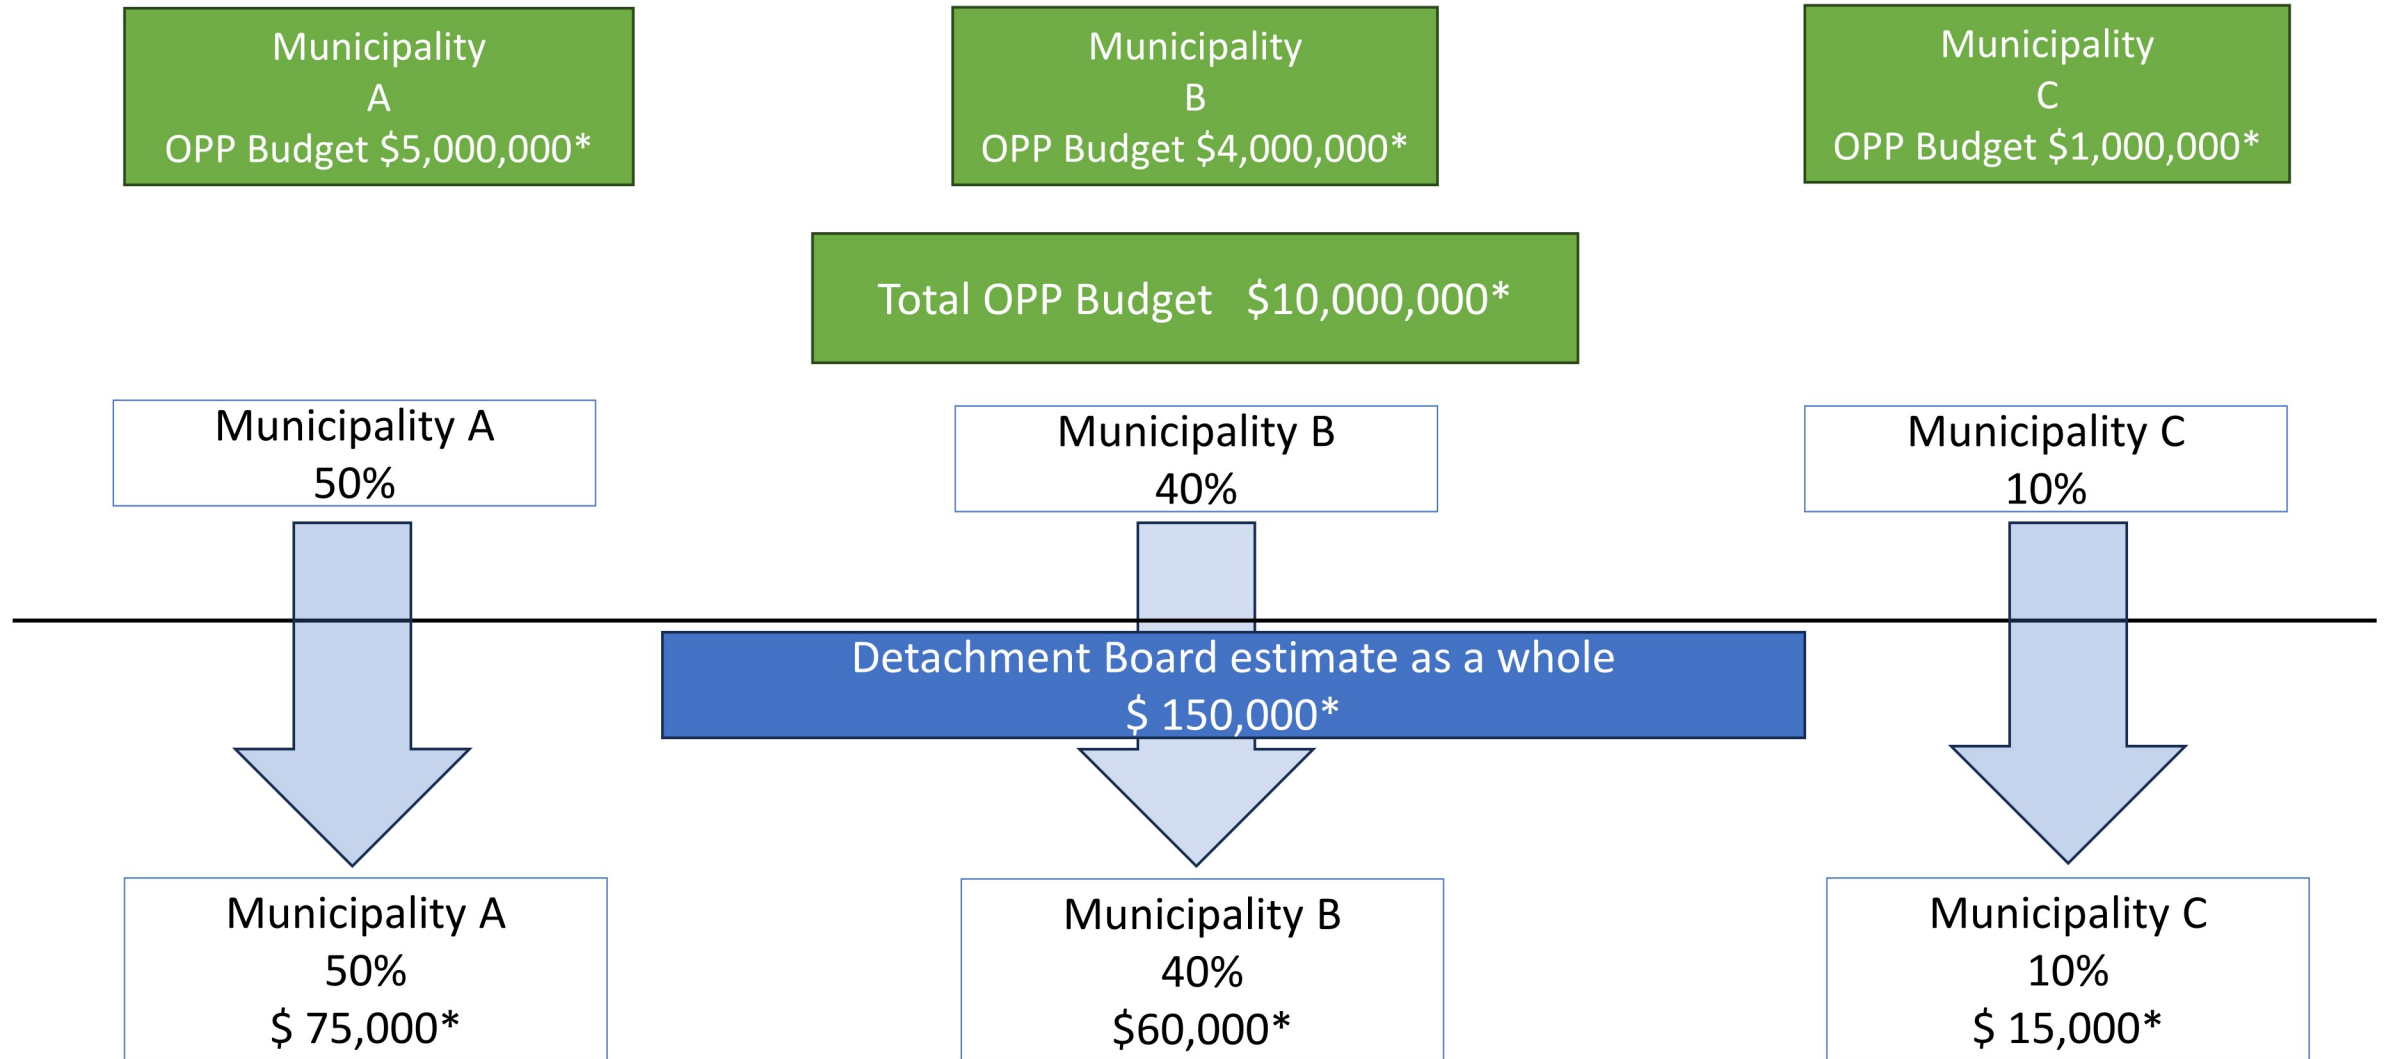 Municipality
A
OPP Budget $5,000,000*
Municipality
B
OPP Budget $4,000,000*
Municipality
C
OPP Budget $1,000,000*
Total OPP Budget   $10,000,000*
Municipality A
50%
Municipality B
40%
Municipality C
10%
Detachment Board estimate as a whole
$ 150,000*
Municipality A
50%
$ 75,000*
Municipality B
40%
$60,000*
Municipality C
10%
$ 15,000*